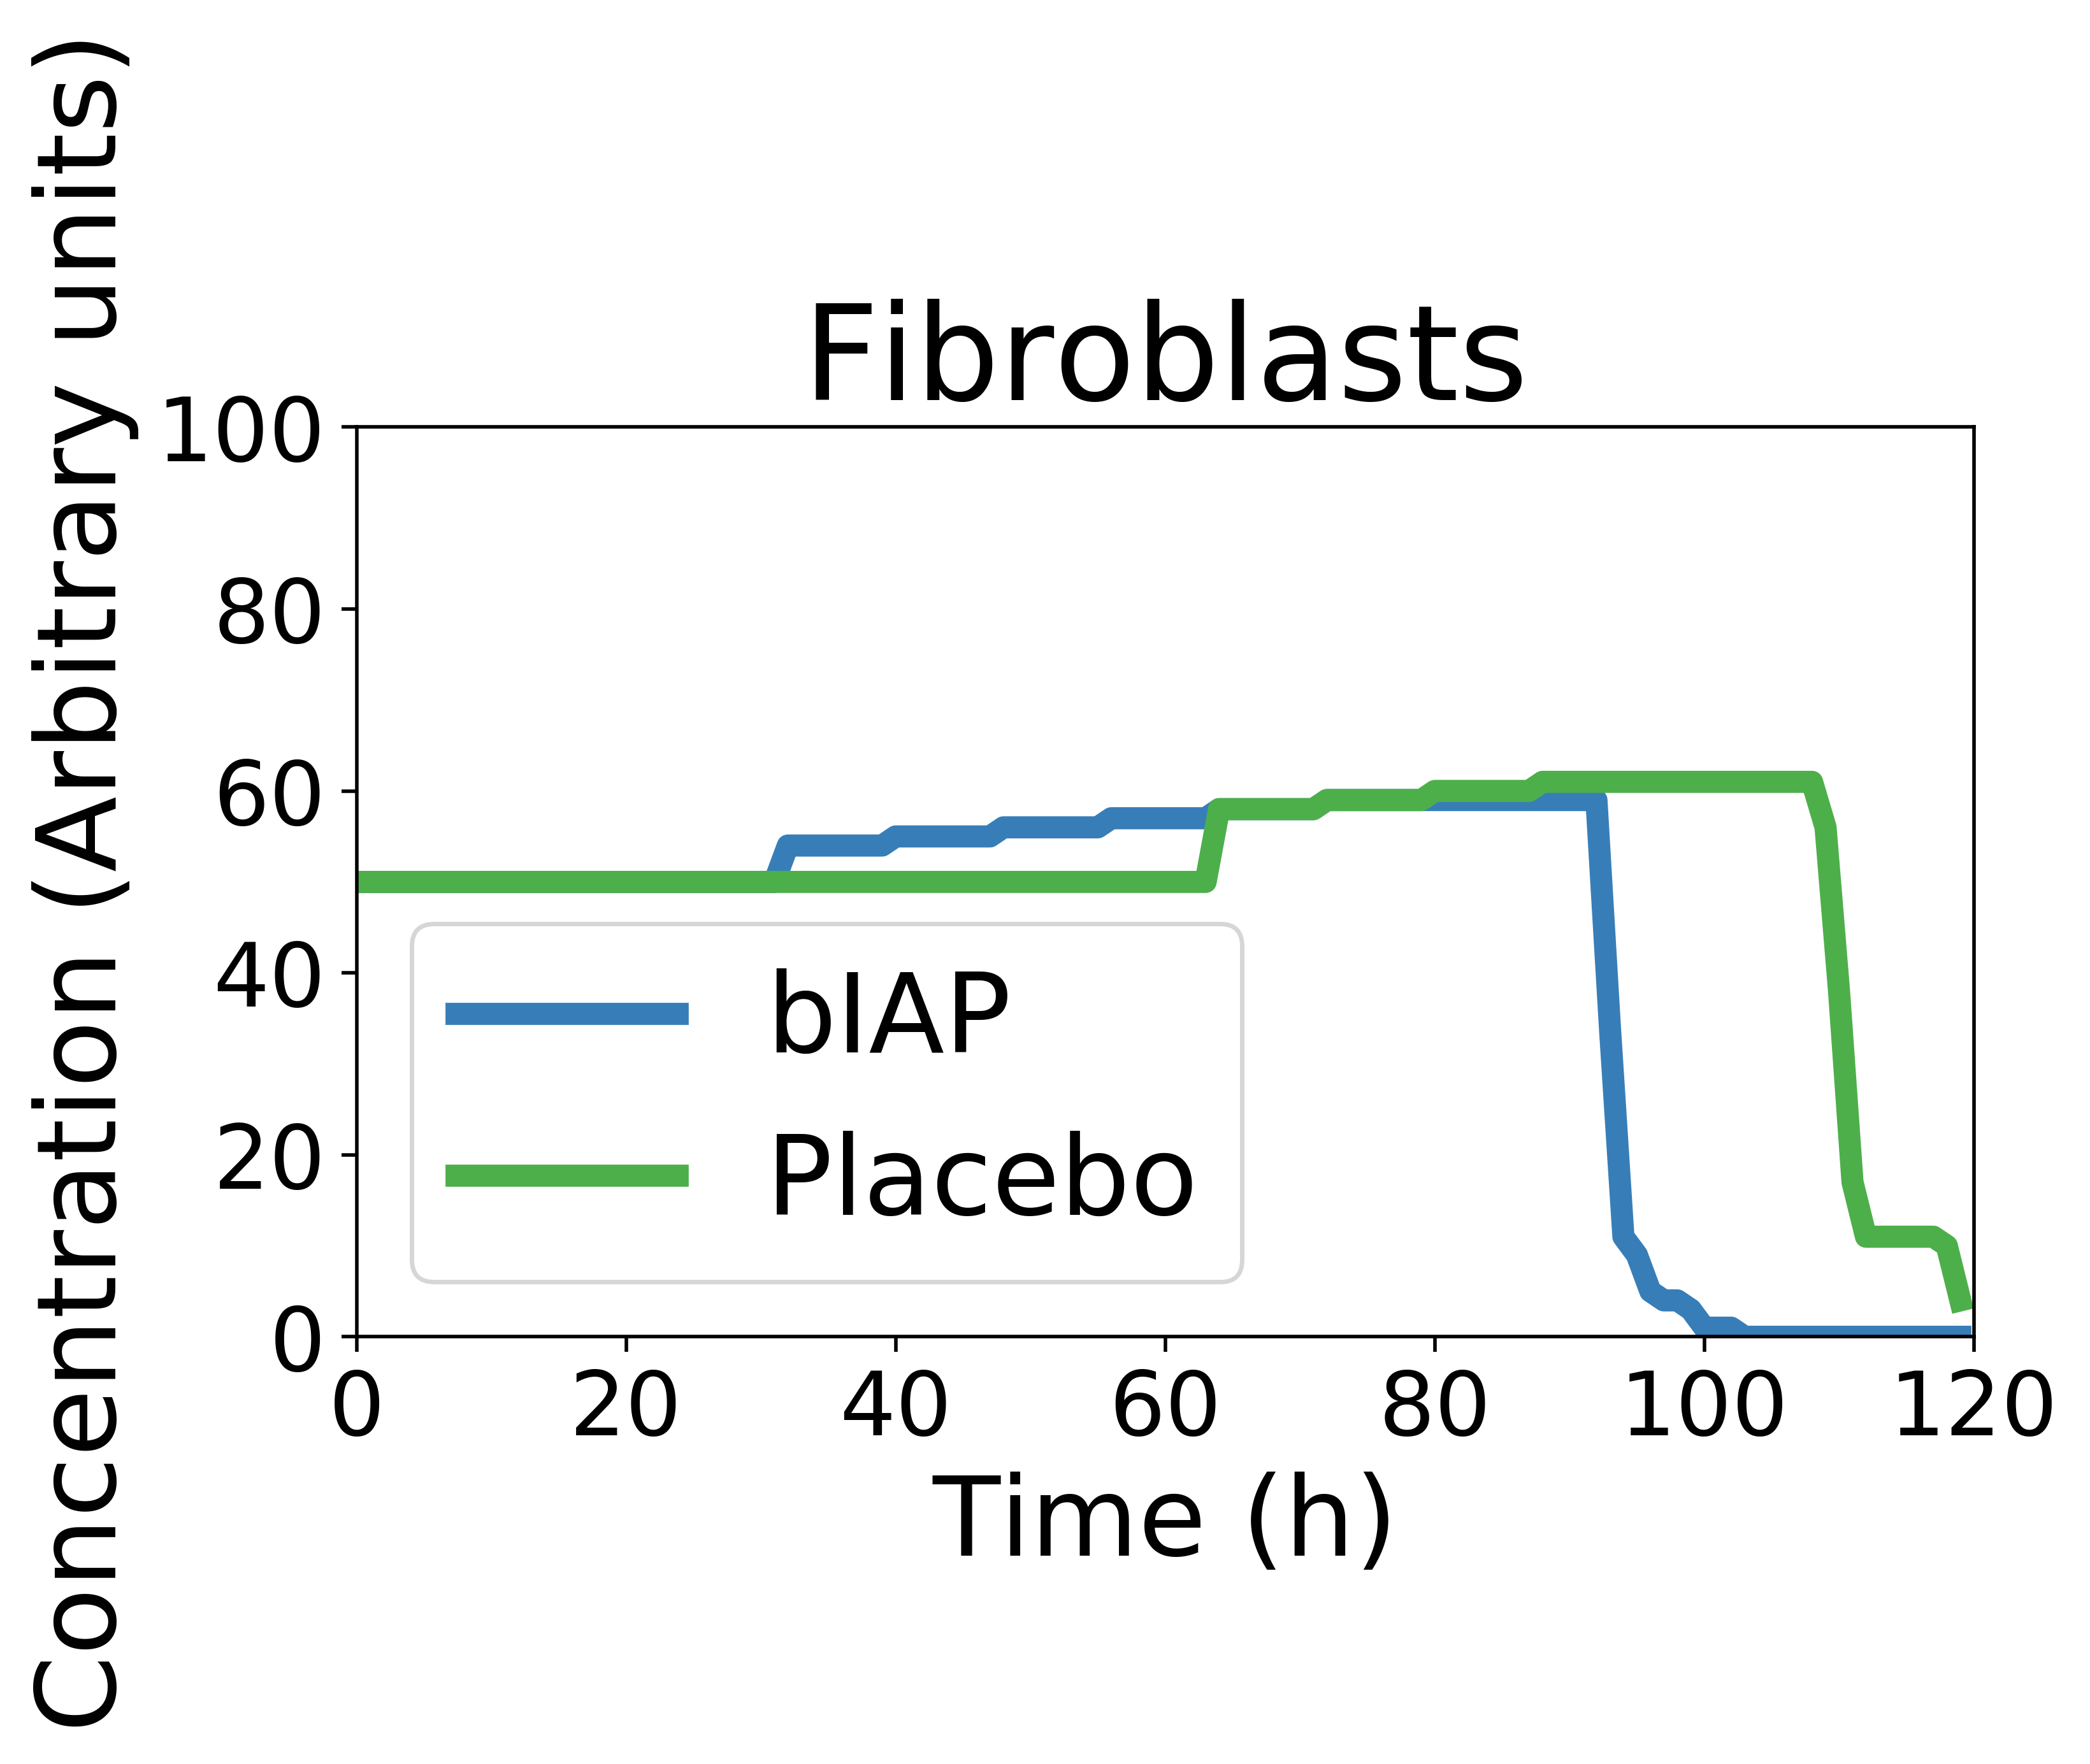 Fibroblasts
Concentration (Arbitrary units)
100
80
60
40
20
0
bIAP
Placebo
0 20 40 60 80 100 120
Time (h)